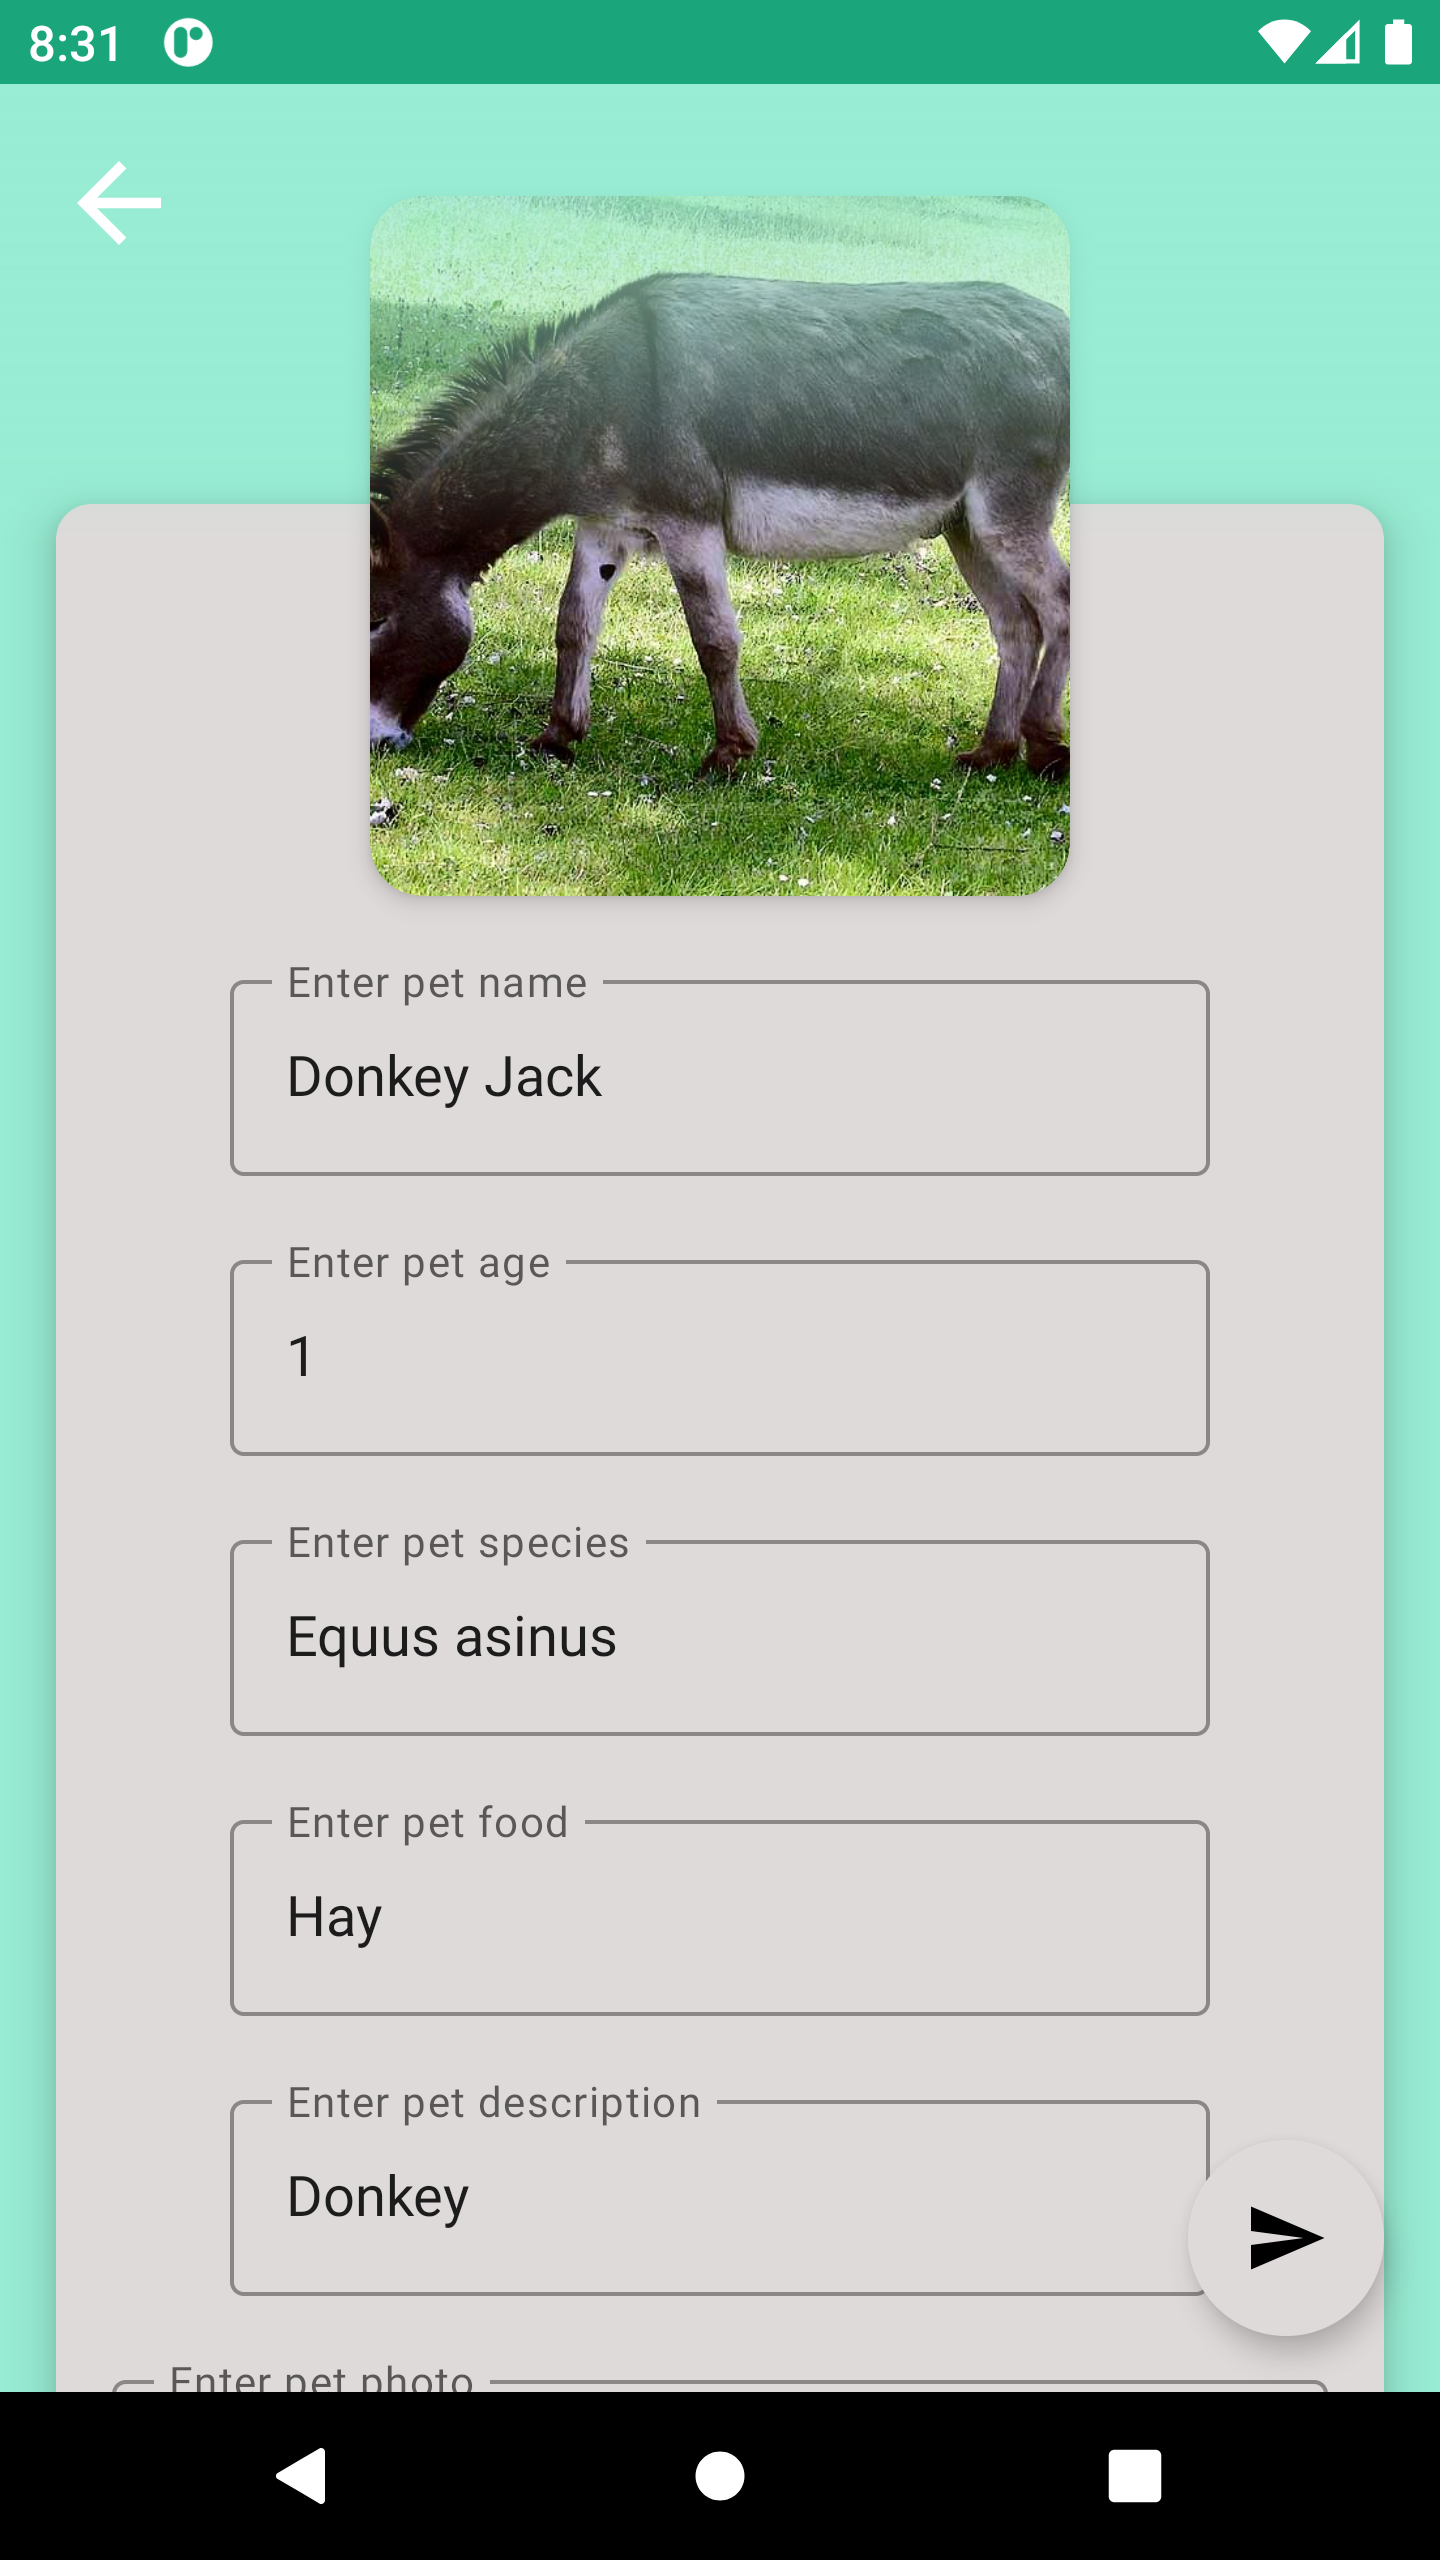 8:31
Enter pet name
Donkey Jack
Enter pet age
1
Enter pet species
Equus asinus
Enter pet food
Hay
Enter pet description
Donkey
Enter pet photo